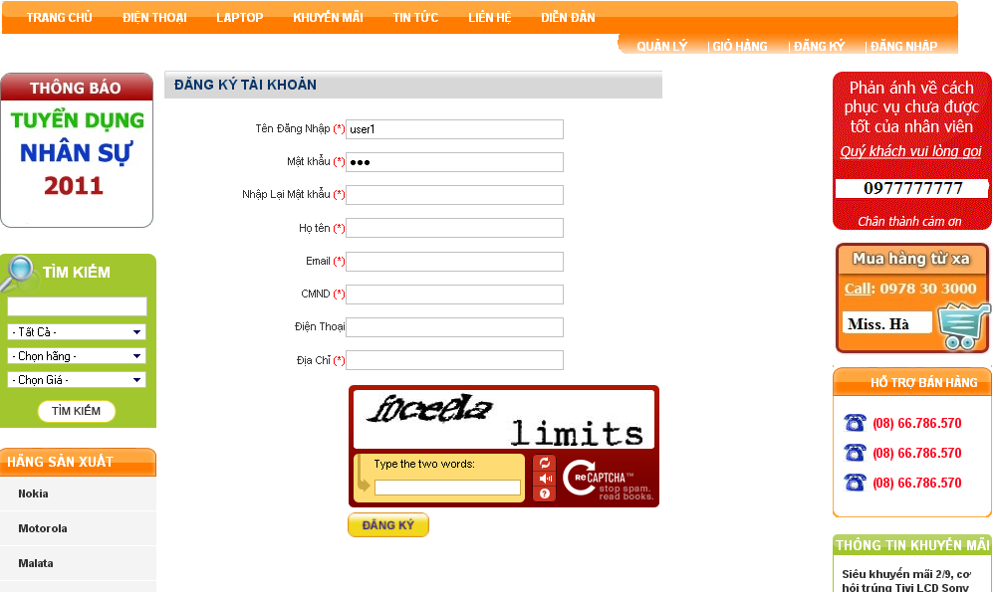 TRANG CHỦ ĐIỆN THOẠI LAPTOP KHUYẾN MÃI TIN TỨC LIÊN HỆ DIỄN ĐÀN
QUẢN LÝ | GIỎ HÀNG | ĐĂNG KÝ | ĐĂNG NHẬP
THÔNG BÁO
TUYỂN DỤNG
NHÂN SỰ
2011
TÌM KIẾM
- Tất Cả -
- Chọn hãng -
- Chọn Giá -
TÌM KIẾM
HÃNG SẢN XUẤT
Nokia
Motorola
Malata
ĐĂNG KÝ TÀI KHOẢN
Tên Đăng Nhập (*) user1
Mật khẩu (*) ●●●
Nhập Lại Mật khẩu (*)
Họ tên (*)
Email (*)
CMND (*)
Điện Thoại
Địa Chỉ (*)
limits
Type the two words:
reCAPTCHA™
stop spam.
read books.
ĐĂNG KÝ
Phản ánh về cách
phục vụ chưa được
tốt của nhân viên
Quý khách vui lòng gọi
0977777777
Chân thành cảm ơn
Mua hàng từ xa
Call: 0978 30 3000
Miss. Hà
HỖ TRỢ BÁN HÀNG
(08) 66.786.570
(08) 66.786.570
(08) 66.786.570
THÔNG TIN KHUYẾN MÃI
Siêu khuyến mãi 2/9, cơ
hội trúng Tivi LCD Sony